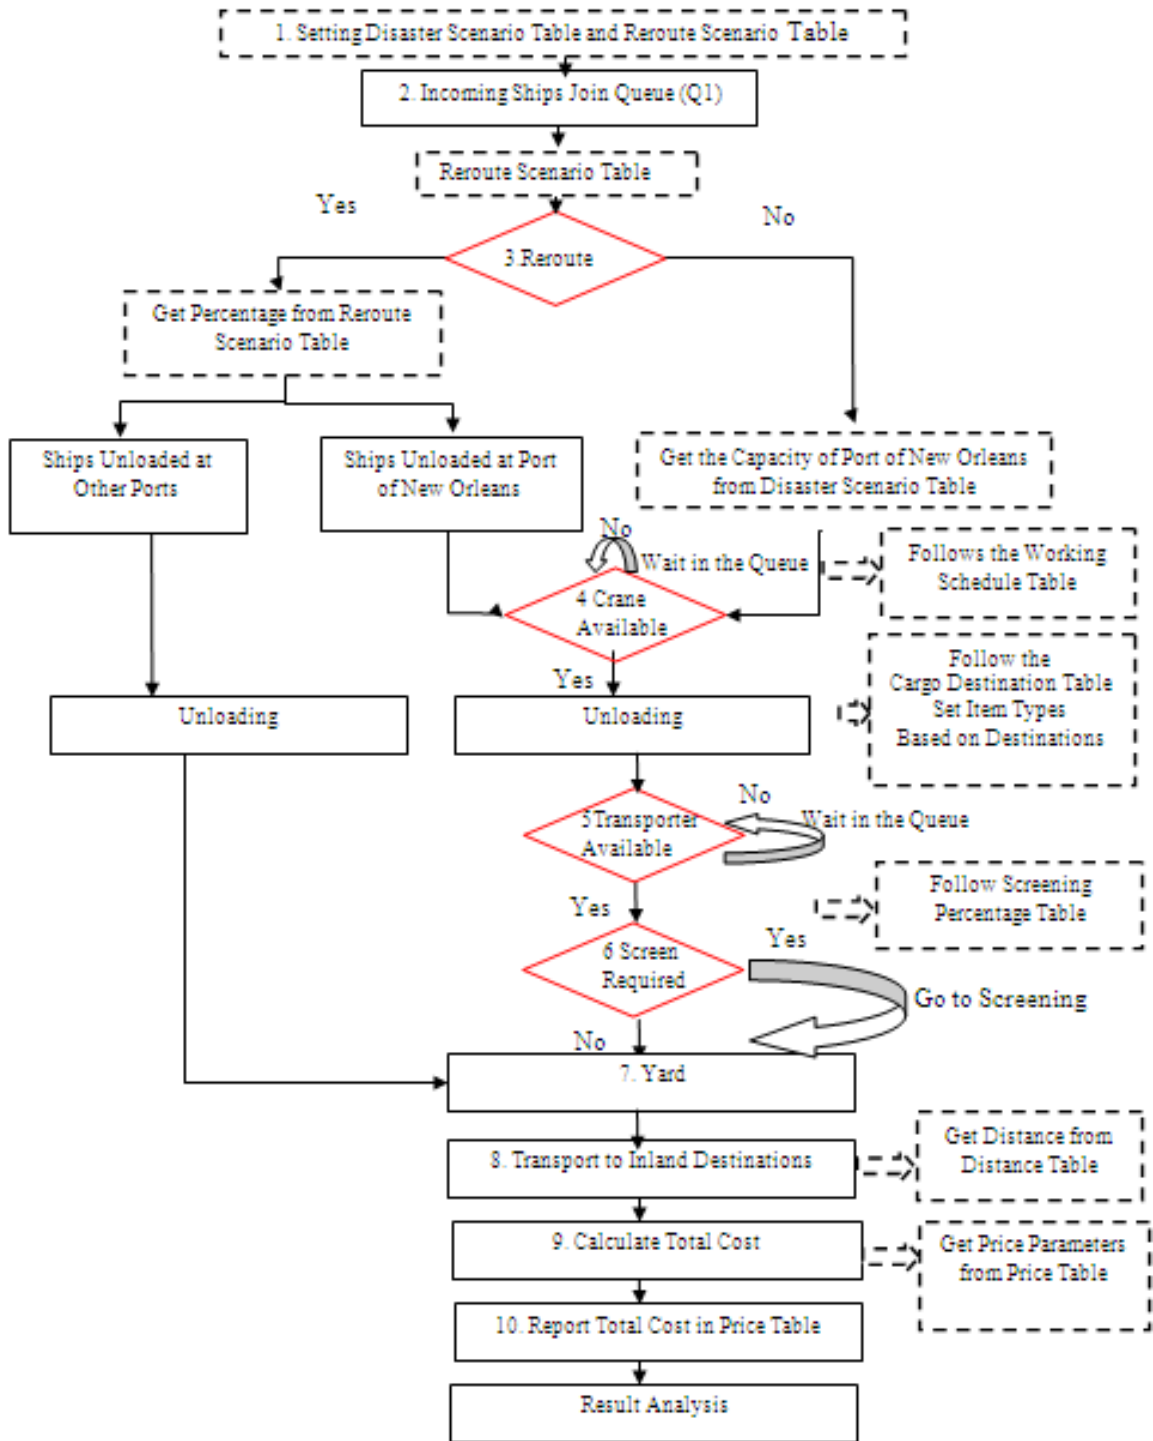 1. Setting Disaster Scenario Table and Reroute Scenario Table
2. Incoming Ships Join Queue (Q1)
Reroute Scenario Table
Yes
No
3.Reroute
Get Percentage from Reroute
Scenario Table
Ships Unloaded at
Other Ports
Ships Unloaded at Port
of New Orleans
Get the Capacity of Port of New Orleans
from Disaster Scenario Table
No
Wait in the Queue
Follows the Working
Schedule Table
4 Crane
Available
Yes
Follow the
Cargo Destination Table
Set Item Types
Based on Destinations
Unloading
Unloading
No
Wait in the Queue
5Transporter
Available
Yes
Follow Screening
Percentage Table
Yes
6 Screen
Required
Go to Screening
No
7. Yard
8. Transport to Inland Destinations
Get Distance from
Distance Table
9. Calculate Total Cost
Get Price Parameters
from Price Table
10. Report Total Cost in Price Table
Result Analysis